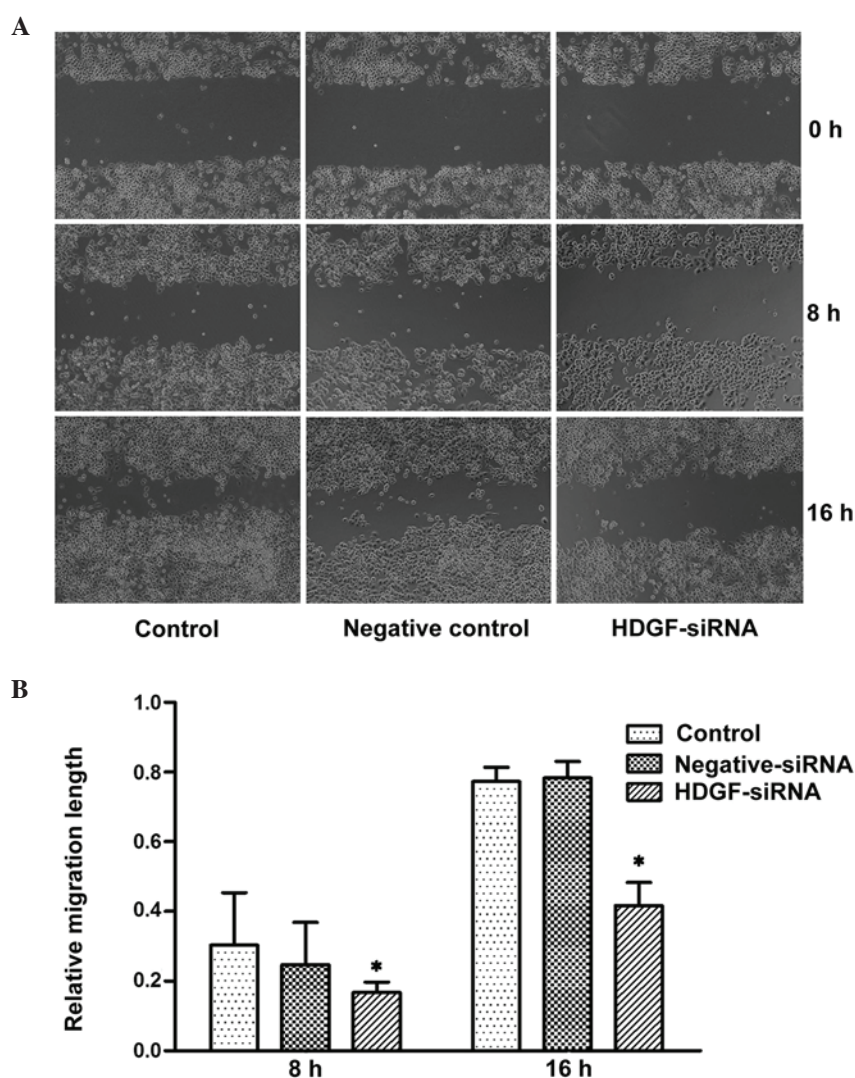 A
0 h
8 h
16 h
Control
Negative control
HDGF-siRNA
B
Relative migration length
1.0
0.8
0.6
0.4
0.2
0.0
Control
Negative-siRNA
HDGF-siRNA
*
*
8 h
16 h